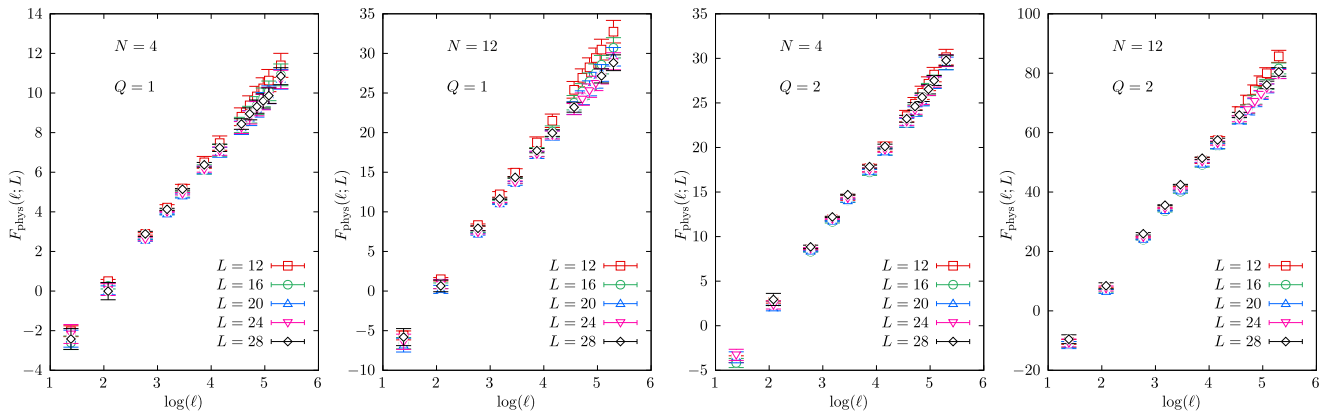 14
12
10
8
6
4
2
0
−2
−4
1
2
3
4
5
6
F_phys(ℓ; L)
log(ℓ)
N = 4
Q = 1
L = 12
L = 16
L = 20
L = 24
L = 28
35
30
25
20
15
10
5
0
−5
−10
1
2
3
4
5
6
F_phys(ℓ; L)
log(ℓ)
N = 12
Q = 1
L = 12
L = 16
L = 20
L = 24
L = 28
35
30
25
20
15
10
5
0
−5
1
2
3
4
5
6
F_phys(ℓ; L)
log(ℓ)
N = 4
Q = 2
L = 12
L = 16
L = 20
L = 24
L = 28
100
80
60
40
20
0
−20
1
2
3
4
5
6
F_phys(ℓ; L)
log(ℓ)
N = 12
Q = 2
L = 12
L = 16
L = 20
L = 24
L = 28